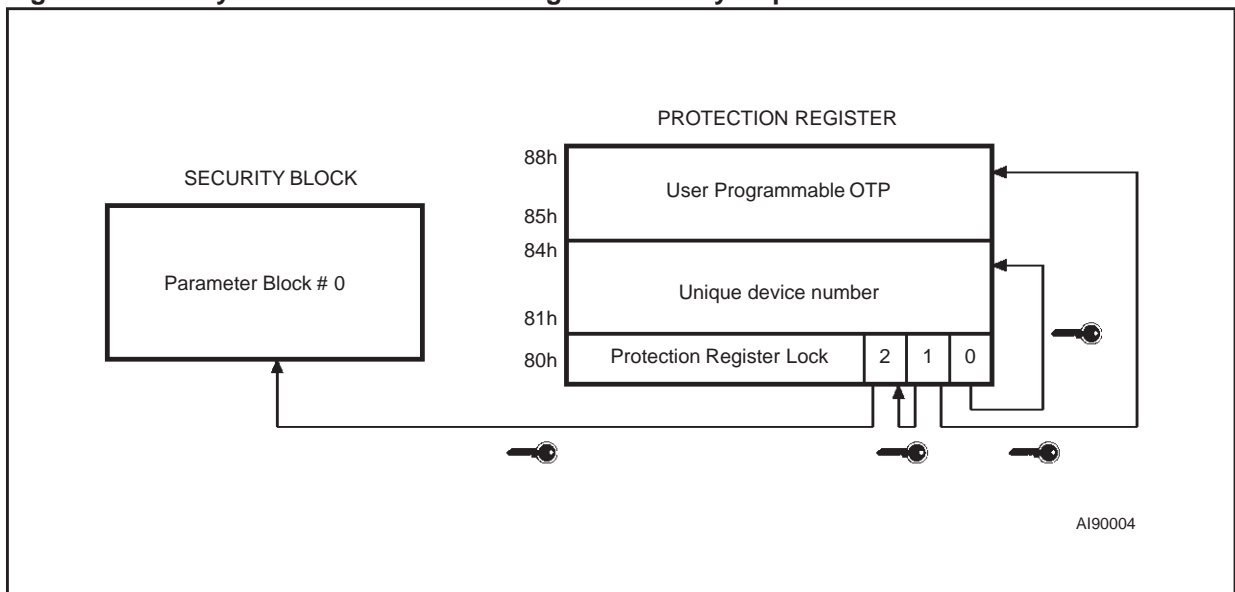 PROTECTION REGISTER
SECURITY BLOCK
Parameter Block # 0
88h
User Programmable OTP
85h
84h
Unique device number
81h
80h
Protection Register Lock 2 1 0
AI90004